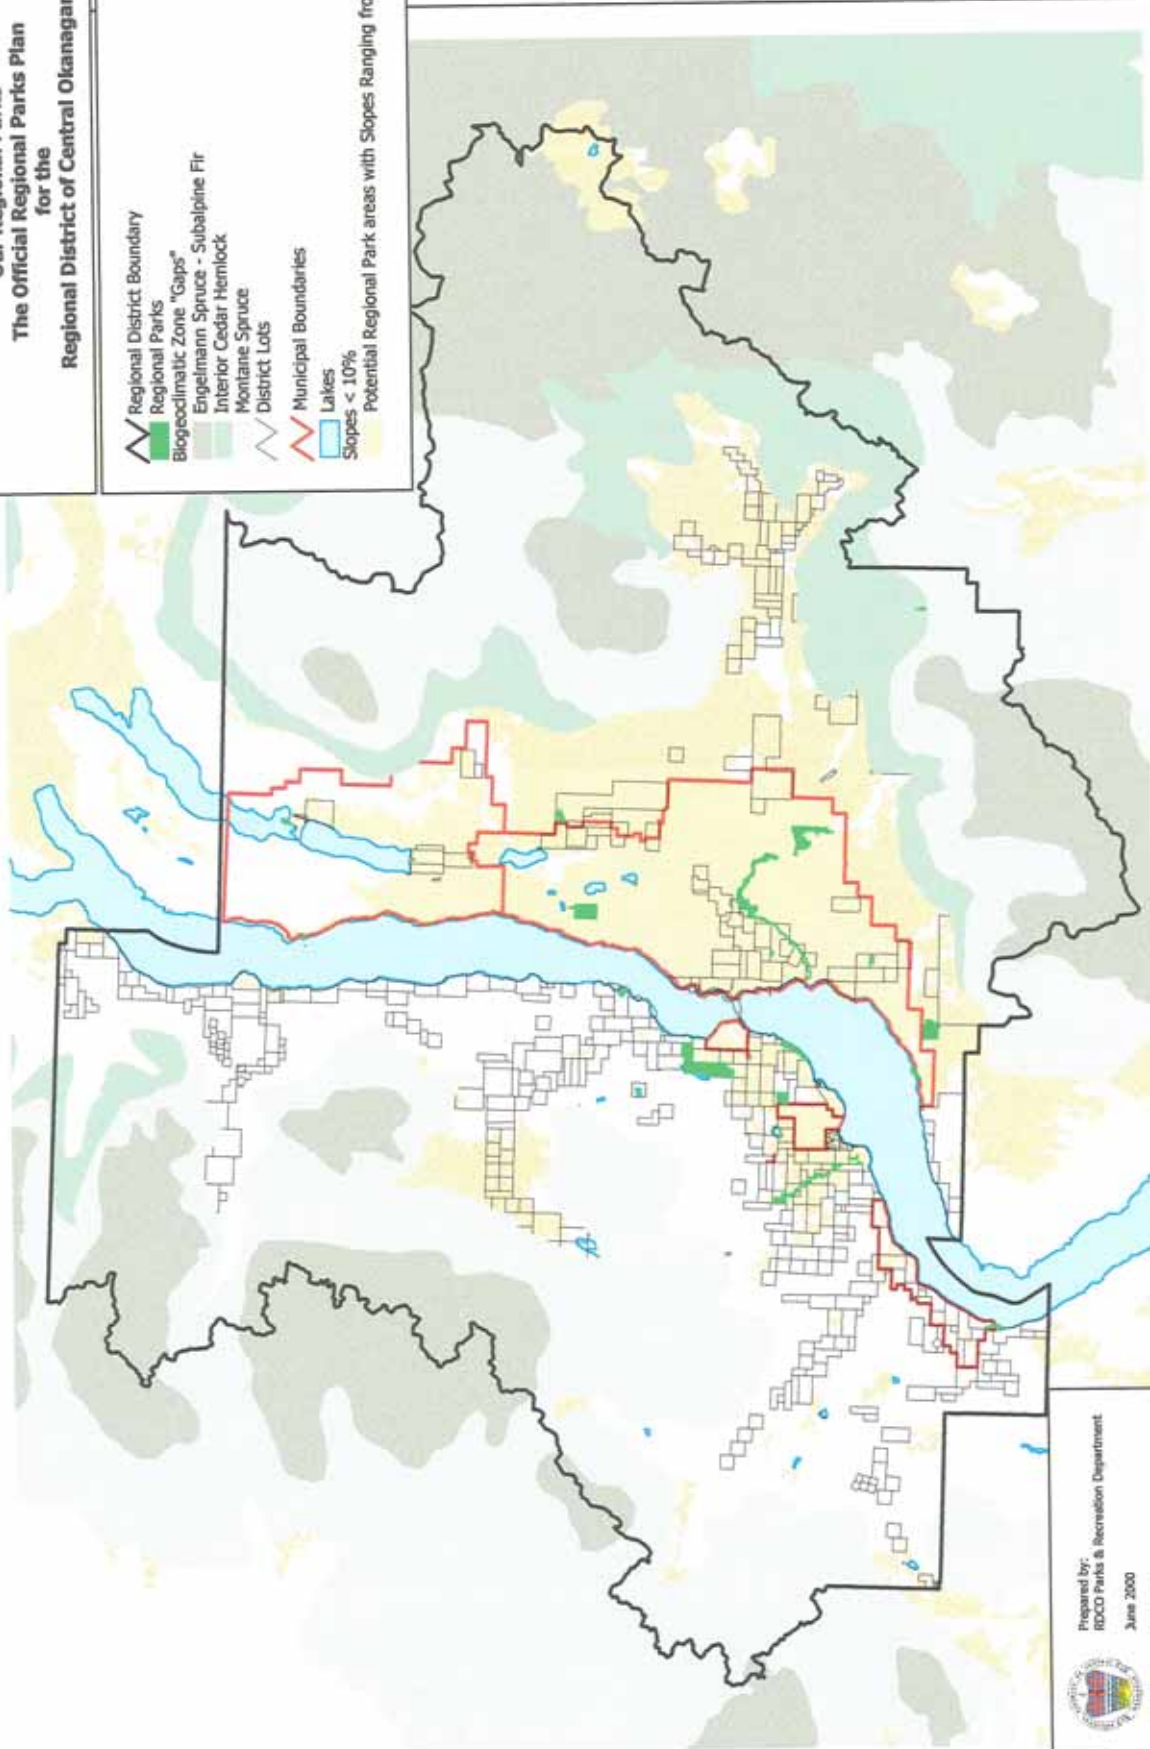 The Official Regional Parks Plan
for the
Regional District of Central Okanagan
Regional District Boundary
Regional Parks
Biogeoclimatic Zone "Gaps"
Engelmann Spruce - Subalpine Fir
Interior Cedar Hemlock
Montane Spruce
District Lots
Municipal Boundaries
Lakes
Slopes < 10%
Potential Regional Park areas with Slopes Ranging
Prepared by:
RDCO Parks & Recreation Department
June 2000